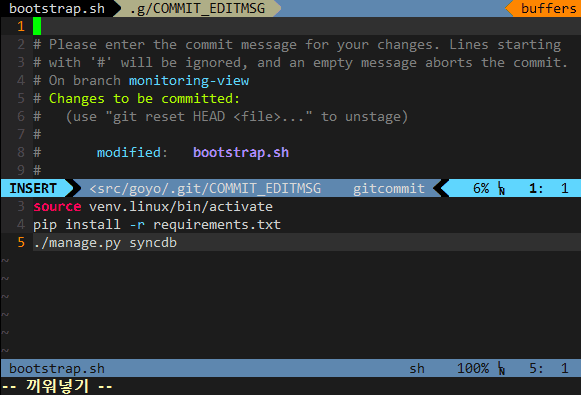 bootstrap.sh .g/COMMIT_EDITMSG buffers
1
2 # Please enter the commit message for your changes. Lines starting
3 # with '#' will be ignored, and an empty message aborts the commit.
4 # On branch monitoring-view
5 # Changes to be committed:
6 #   (use "git reset HEAD <file>..." to unstage)
7 #
8 #       modified:   bootstrap.sh
9 #
INSERT <src/goyo/.git/COMMIT_EDITMSG gitcommit 6% LN 1: 1
3 source venv.linux/bin/activate
4 pip install -r requirements.txt
5 ./manage.py syncdb
~
~
~
~
~
~
bootstrap.sh sh 100% LN 5: 1
-- 끼워넣기 --